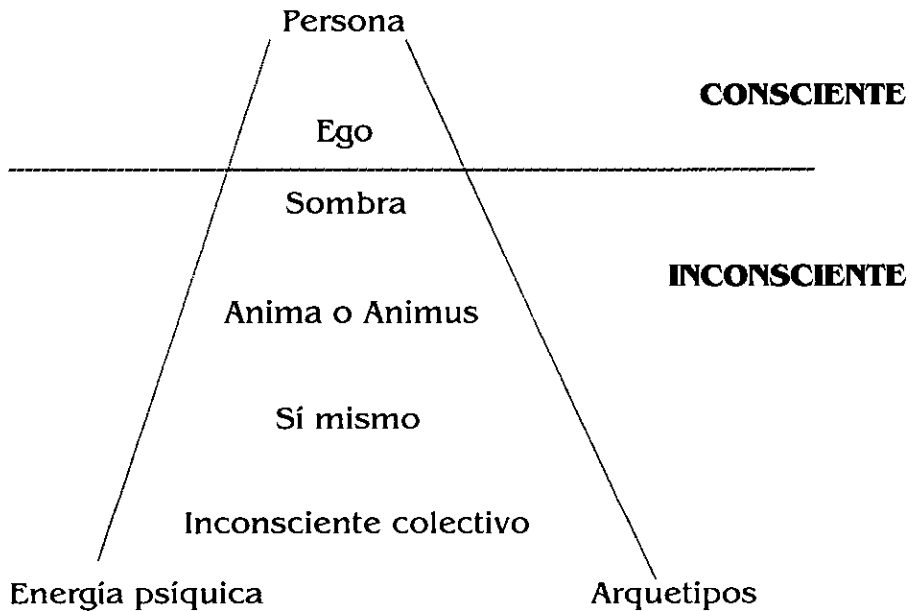 Persona
CONSCIENTE
Ego
Sombra
INCONSCIENTE
Anima o Animus
Sí mismo
Inconsciente colectivo
Energía psíquica
Arquetipos